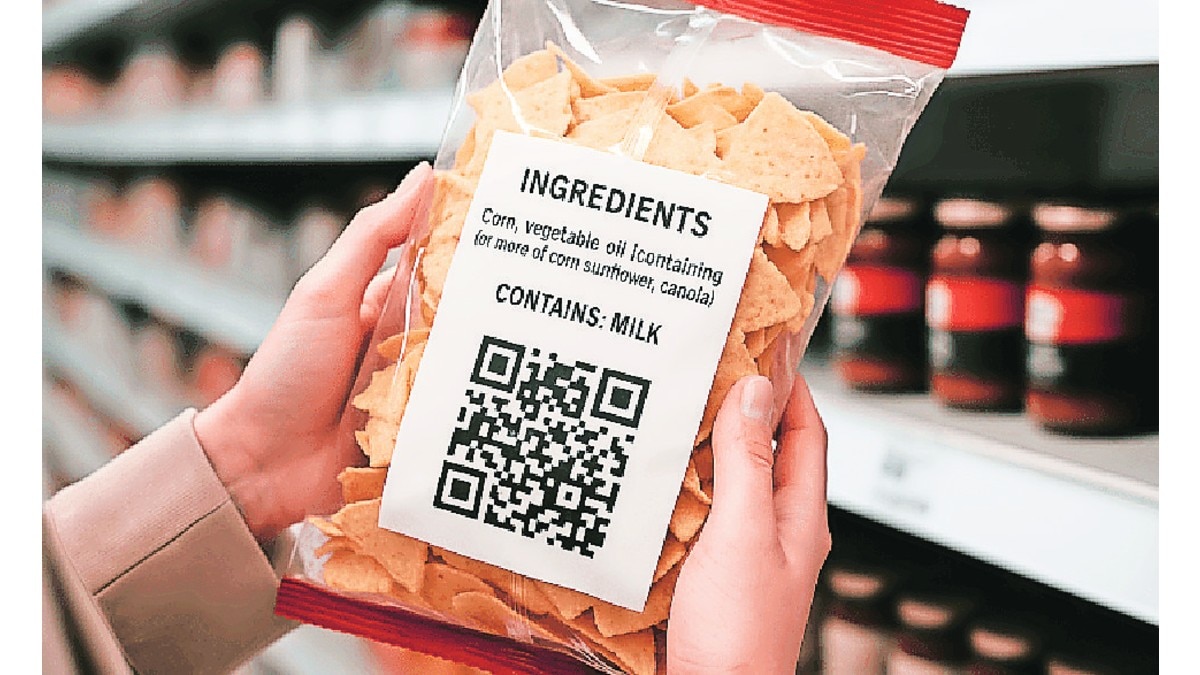 INGREDIENTS
Corn, vegetable oil [containing
(or more of corn sunflower, canola)
CONTAINS: MILK